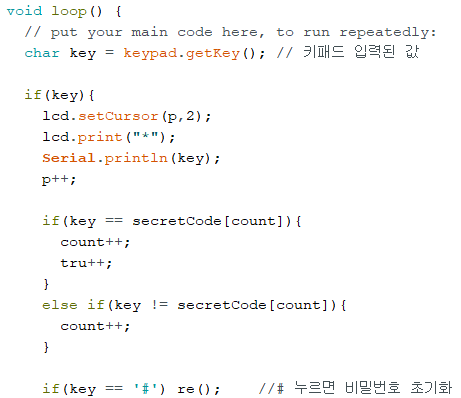 void loop() {
  // put your main code here, to run repeatedly:
  char key = keypad.getKey(); // 키패드 입력된 값

  if(key){
    lcd.setCursor(p,2);
    lcd.print("*");
    Serial.println(key);
    p++;

    if(key == secretCode[count]){
      count++;
      tru++;
    }
    else if(key != secretCode[count]){
      count++;
    }

    if(key == '#') re();    //# 누르면 비밀번호 초기화